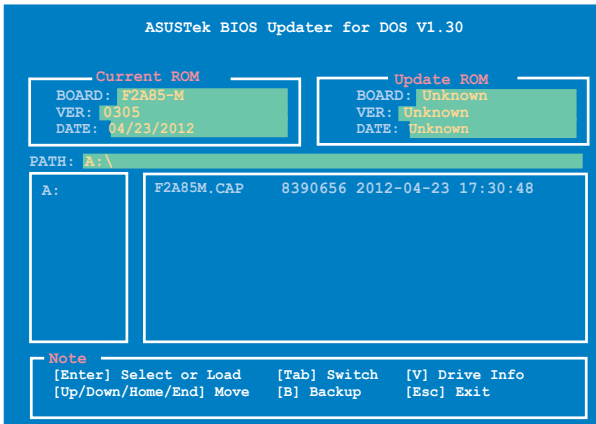 ASUSTek BIOS Updater for DOS V1.30
Current ROM
BOARD: F2A85-M
VER: 0305
DATE: 04/23/2012
Update ROM
BOARD: Unknown
VER: Unknown
DATE: Unknown
PATH: A:\
A:
F2A85M.CAP 8390656 2012-04-23 17:30:48
Note
[Enter] Select or Load [Tab] Switch [V] Drive Info
[Up/Down/Home/End] Move [B] Backup [Esc] Exit